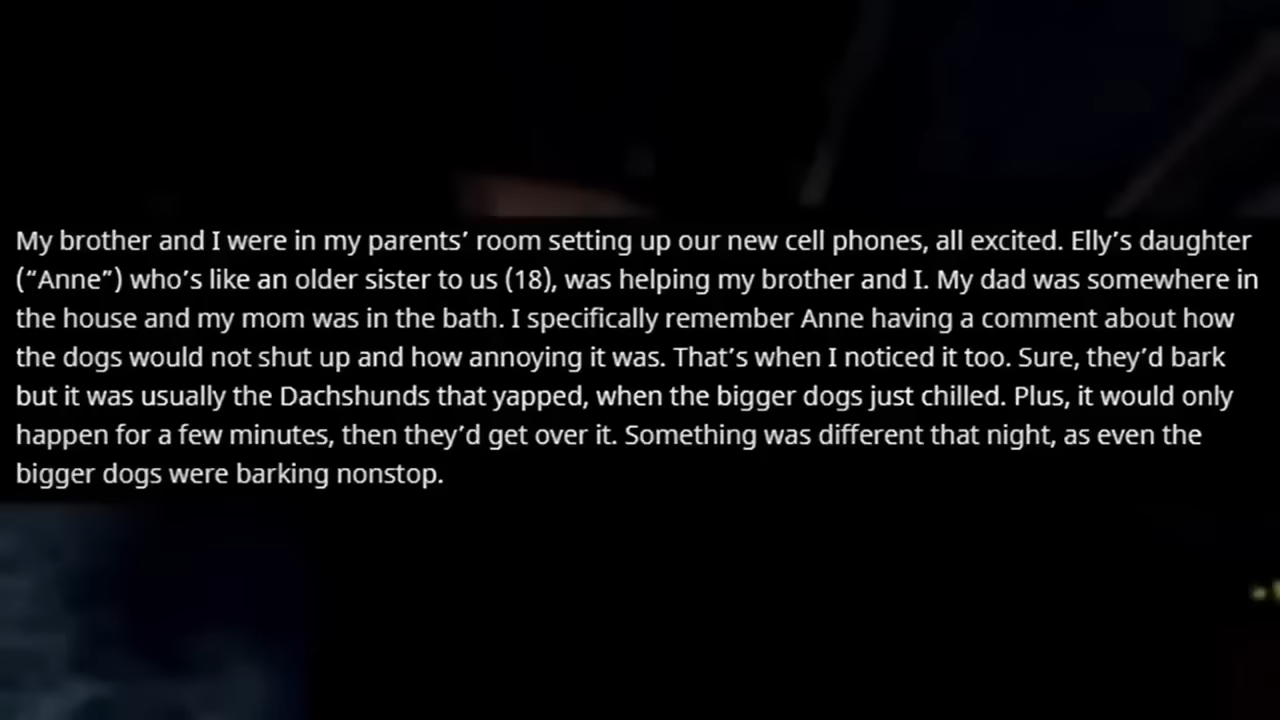 My brother and I were in my parents’ room setting up our new cell phones, all excited. Elly’s daughter
(“Anne”) who’s like an older sister to us (18), was helping my brother and I. My dad was somewhere in
the house and my mom was in the bath. I specifically remember Anne having a comment about how
the dogs would not shut up and how annoying it was. That’s when I noticed it too. Sure, they’d bark
but it was usually the Dachshunds that yapped, when the bigger dogs just chilled. Plus, it would only
happen for a few minutes, then they’d get over it. Something was different that night, as even the
bigger dogs were barking nonstop.